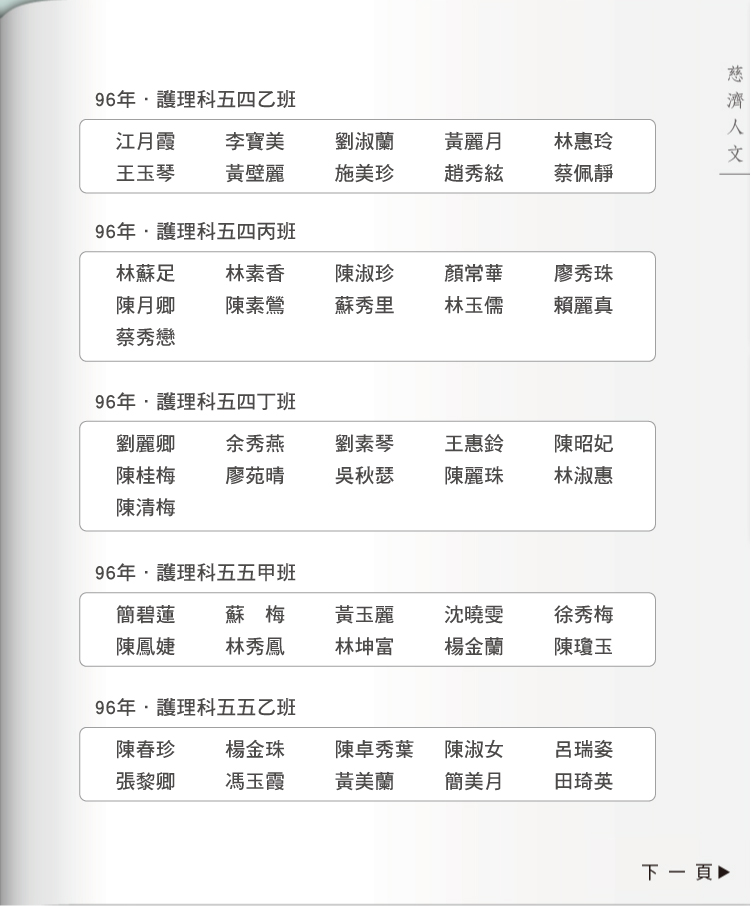 慈濟人文
96年．護理科五四乙班
江月霞 李寶美 劉淑蘭 黃麗月 林惠玲
王玉琴 黃壁麗 施美珍 趙秀絃 蔡佩靜
96年．護理科五四丙班
林蘇足 林素香 陳淑珍 顏常華 廖秀珠
陳月卿 陳素鶯 蘇秀里 林玉儒 賴麗真
蔡秀戀
96年．護理科五四丁班
劉麗卿 余秀燕 劉素琴 王惠鈴 陳昭妃
陳桂梅 廖苑晴 吳秋瑟 陳麗珠 林淑惠
陳清梅
96年．護理科五五甲班
簡碧蓮 蘇　梅 黃玉麗 沈曉雯 徐秀梅
陳鳳婕 林秀鳳 林坤富 楊金蘭 陳瓊玉
96年．護理科五五乙班
陳春珍 楊金珠 陳卓秀葉 陳淑女 呂瑞姿
張黎卿 馮玉霞 黃美蘭 簡美月 田琦英
下一頁▶